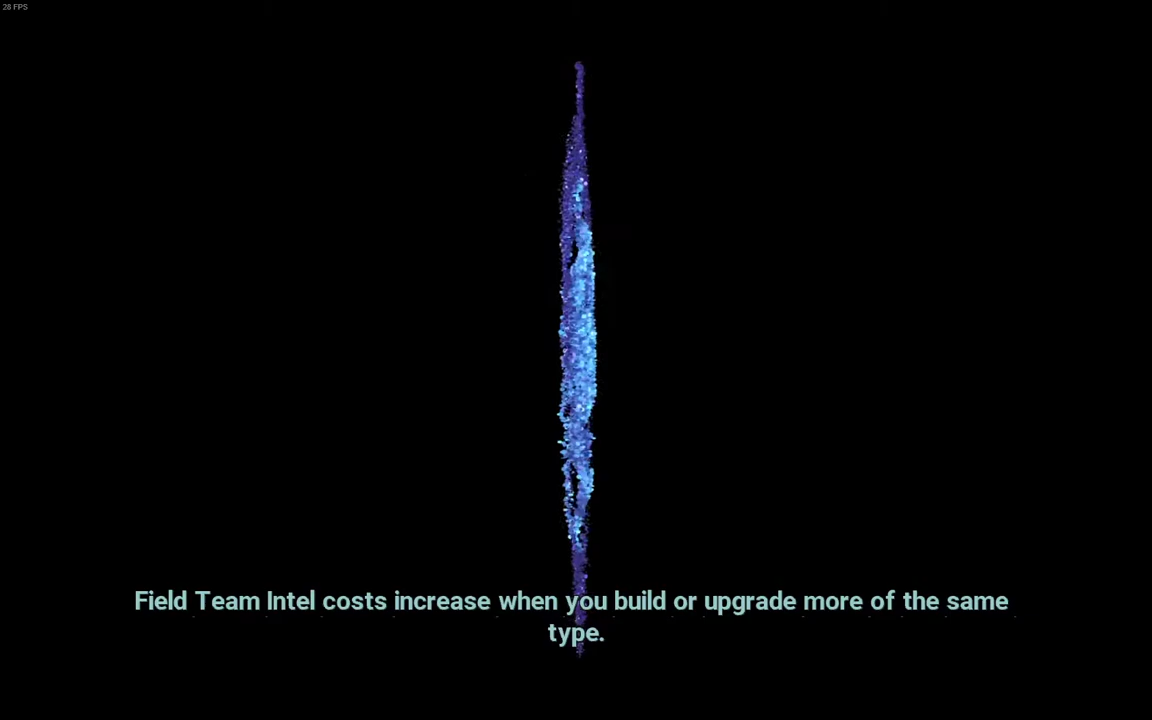 28 FPS
Field Team Intel costs increase when you build or upgrade more of the same
type.